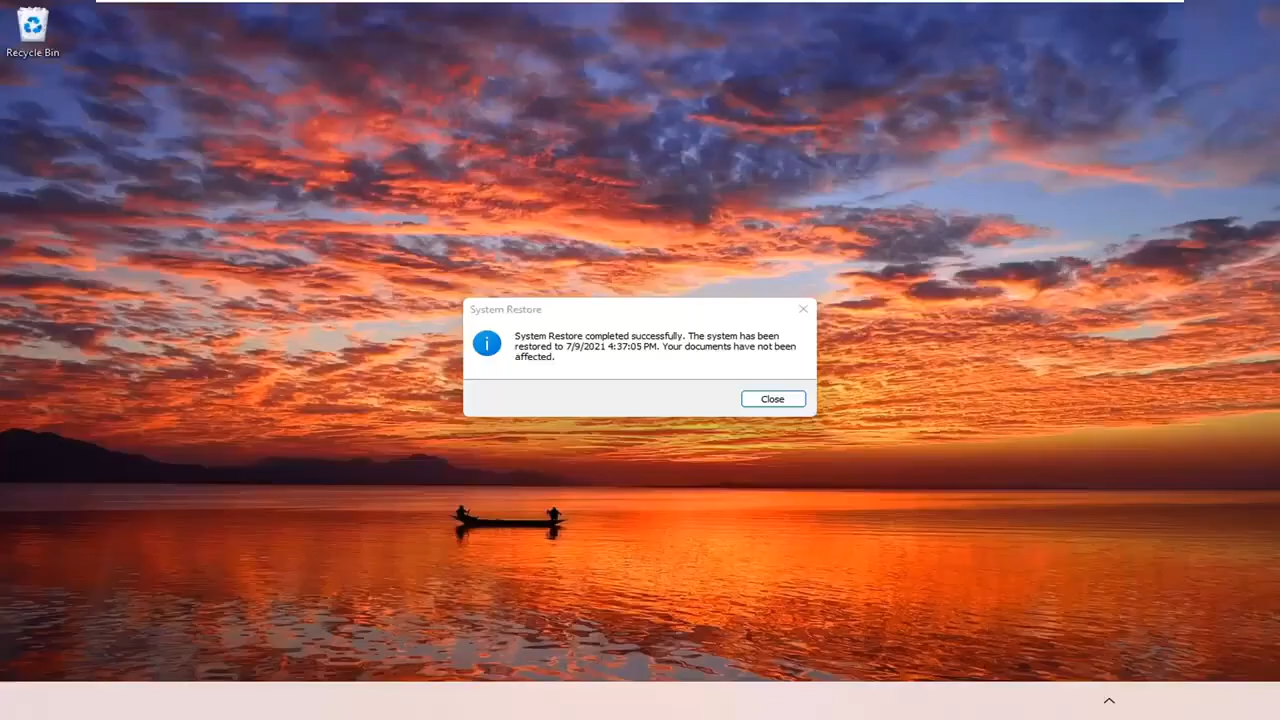 Recycle Bin
System Restore
System Restore completed successfully. The system has been
restored to 7/9/2021 4:37:05 PM. Your documents have not been
affected.
Close